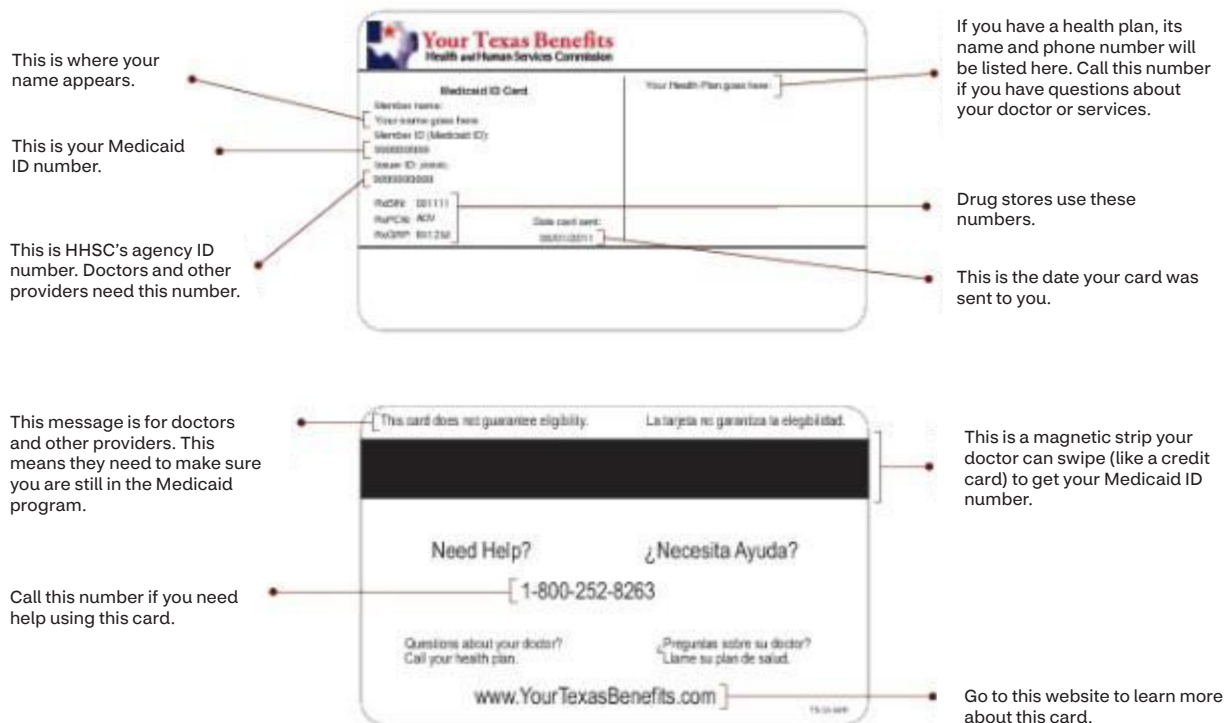 This is where your
name appears.
This is your Medicaid
ID number.
This is HHSC’s agency ID
number. Doctors and other
providers need this number.
Your Texas Benefits
Health and Human Services Commission
Medicaid ID Card
Member name:
Your name goes here
Member ID (Medicaid ID):
Issuer ID:
Date card sent:
Your Health Plan goes here:
If you have a health plan, its
name and phone number will
be listed here. Call this number
if you have questions about
your doctor or services.
Drug stores use these
numbers.
This is the date your card was
sent to you.
This message is for doctors
and other providers. This
means they need to make sure
you are still in the Medicaid
program.
Call this number if you need
help using this card.
This card does not guarantee eligibility.
La tarjeta no garantiza la elegibilidad.
Need Help?
¿Necesita Ayuda?
1-800-252-8263
Questions about your doctor?
Call your health plan.
¿Preguntas sobre su doctor?
Llame su plan de salud.
www.YourTexasBenefits.com
This is a magnetic strip your
doctor can swipe (like a credit
card) to get your Medicaid ID
number.
Go to this website to learn more
about this card.